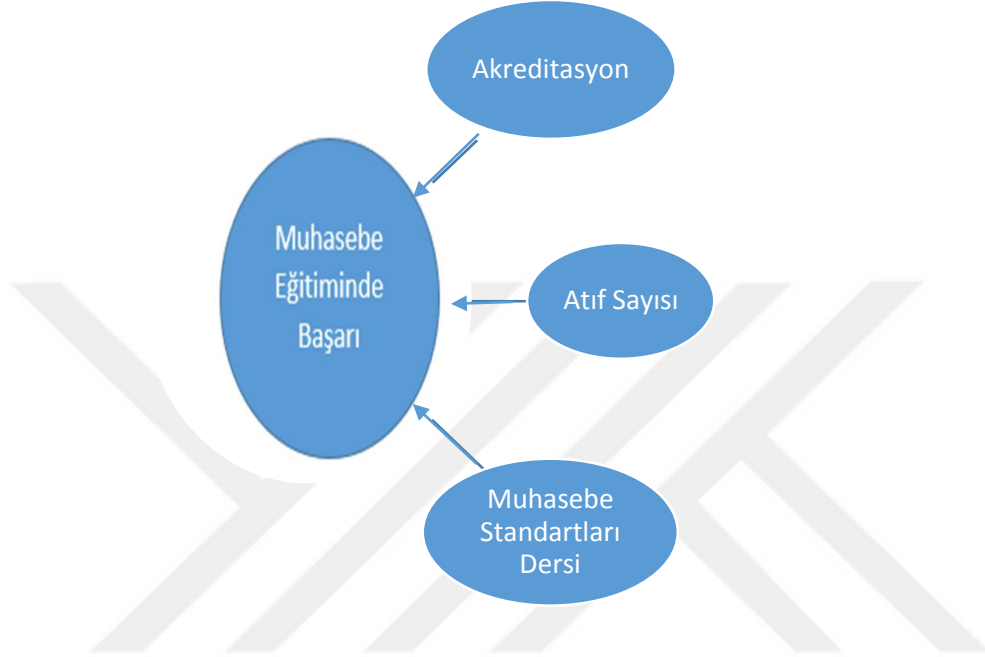 Akreditasyon
Muhasebe
Eğitiminde
Başarı
Atıf Sayısı
Muhasebe
Standartları
Dersi